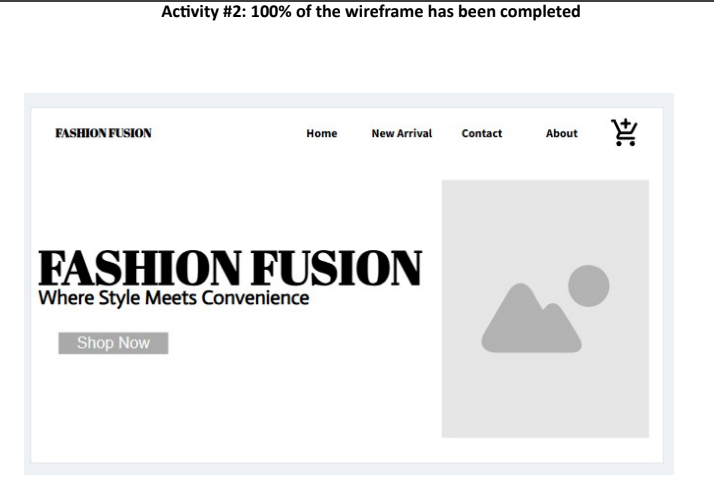 Activity #2: 100% of the wireframe has been completed
FASHION FUSION Home New Arrival Contact About
FASHION FUSION
Where Style Meets Convenience
Shop Now